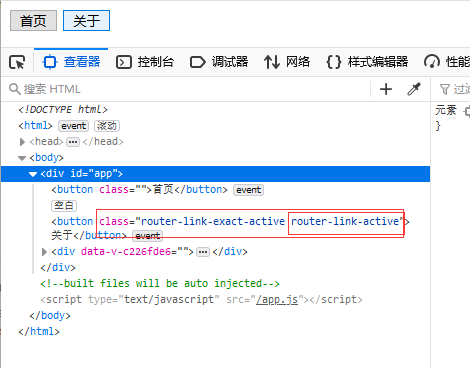 首页 关于
查看器 控制台 调试器 网络 样式编辑器 性能
搜索 HTML
<!DOCTYPE html>
元素
<html> event 滚动
}
<head> ⋯ </head>
<body>
<div id="app">
<button class="">首页</button> event
空白
<button class="router-link-exact-active router-link-active">
关于</button> event
<div data-v-c226fde6=""> ⋯ </div>
</div>
<!--built files will be auto injected-->
<script type="text/javascript" src="/app.js"></script>
</body>
</html>